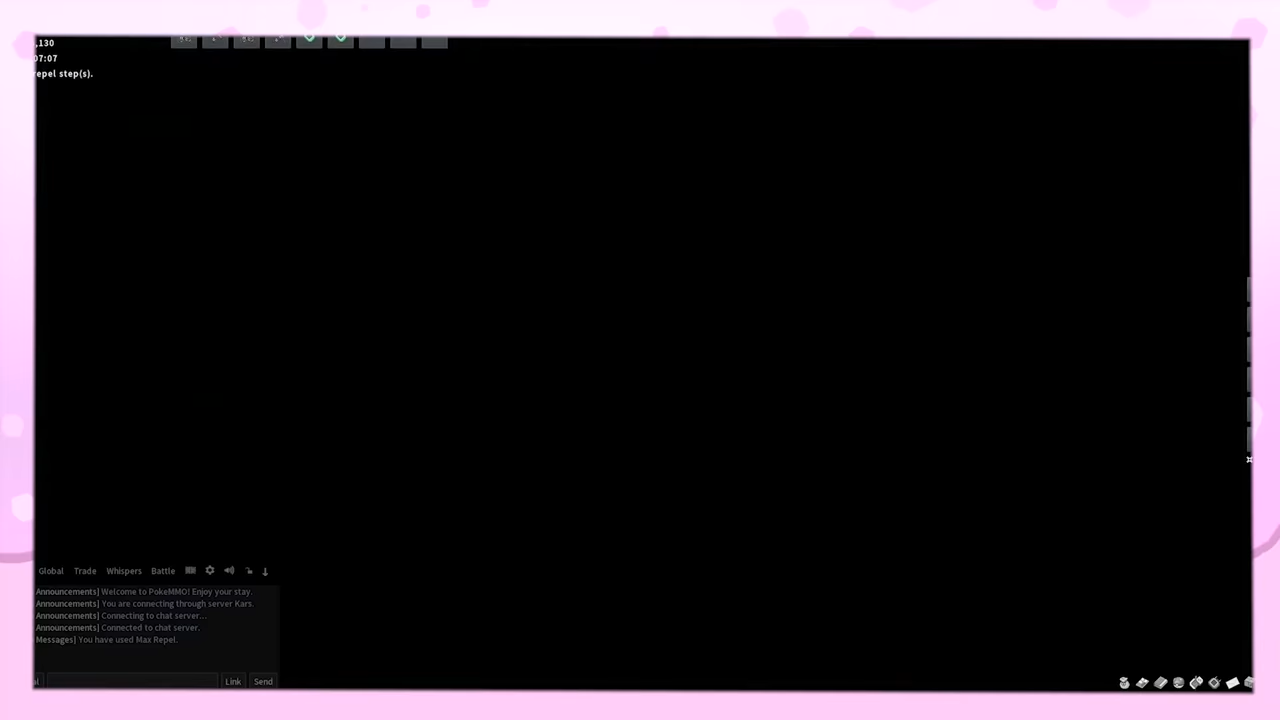 ,130
07:07
repel step(s).
Global Trade Whispers Battle
Announcements| Welcome to PokeMMO! Enjoy your stay.
Announcements| You are connecting through server Kars.
Announcements| Connecting to chat server...
Announcements| Connected to chat server.
Messages| You have used Max Repel.
Link Send